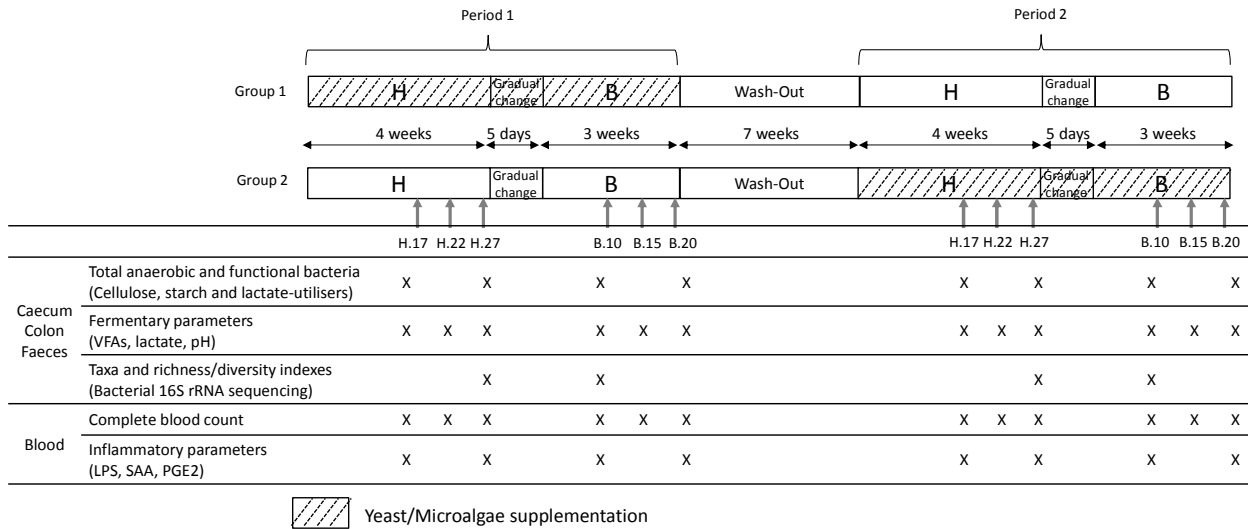 Period 1 Period 2
Group 1 H Gradual change B Wash-Out H Gradual change B
4 weeks 5 days 3 weeks 7 weeks 4 weeks 5 days 3 weeks
Group 2 H Gradual change B Wash-Out H Gradual change B
H.17 H.22 H.27 B.10 B.15 B.20 H.17 H.22 H.27 B.10 B.15 B.20
Caecum
Colon
Faeces
Total anaerobic and functional bacteria
(Cellulose, starch and lactate-utilisers) X X X X X X X X
Fermentary parameters
(VFAs, lactate, pH) X X X X X X X X X X X X
Taxa and richness/diversity indexes
(Bacterial 16S rRNA sequencing) X X X X
Blood
Complete blood count X X X X X X X X X X X X
Inflammatory parameters
(LPS, SAA, PGE2) X X X X X X X X
Yeast/Microalgae supplementation